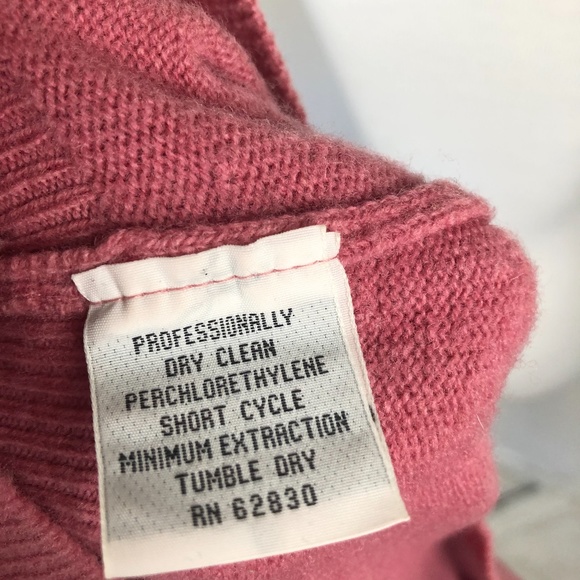 PROFESSIONALLY
DRY CLEAN
PERCHLORETHYLENE
SHORT CYCLE
MINIMUM EXTRACTION
TUMBLE DRY
RN 62830